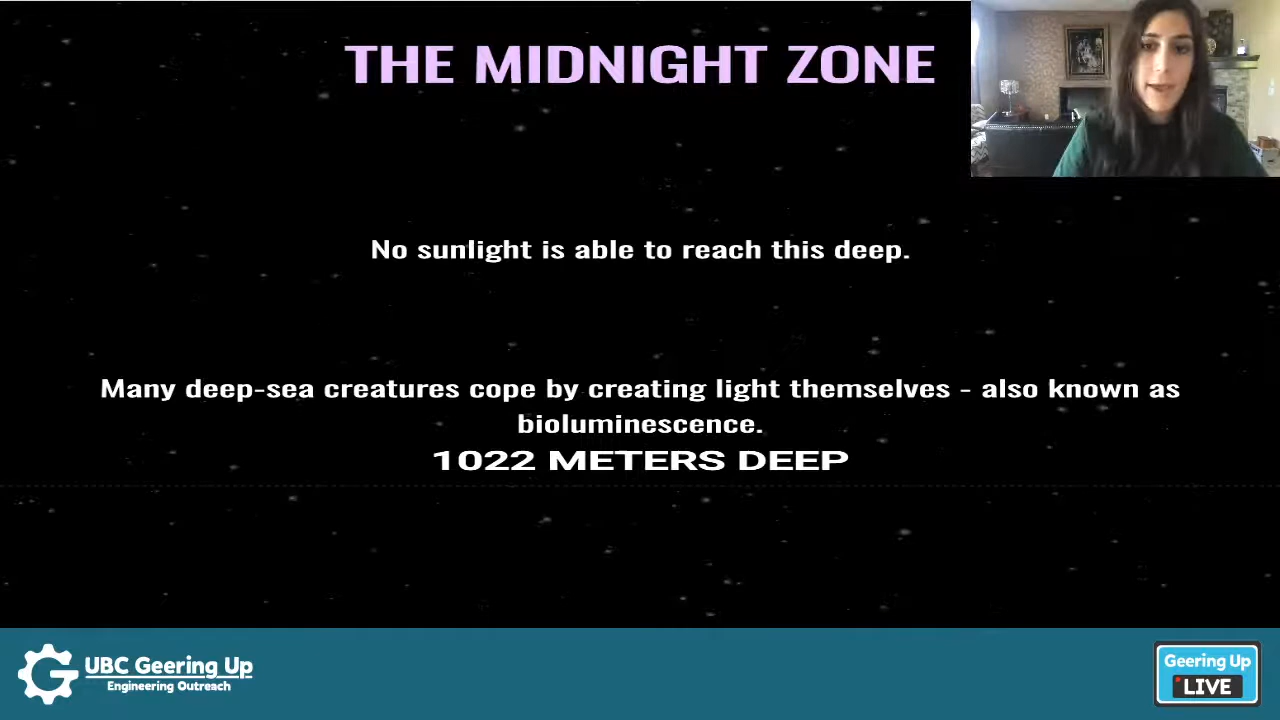 THE MIDNIGHT ZONE
No sunlight is able to reach this deep.
Many deep-sea creatures cope by creating light themselves - also known as
bioluminescence.
1022 METERS DEEP
UBC Geering Up
Engineering Outreach
Geering Up
LIVE